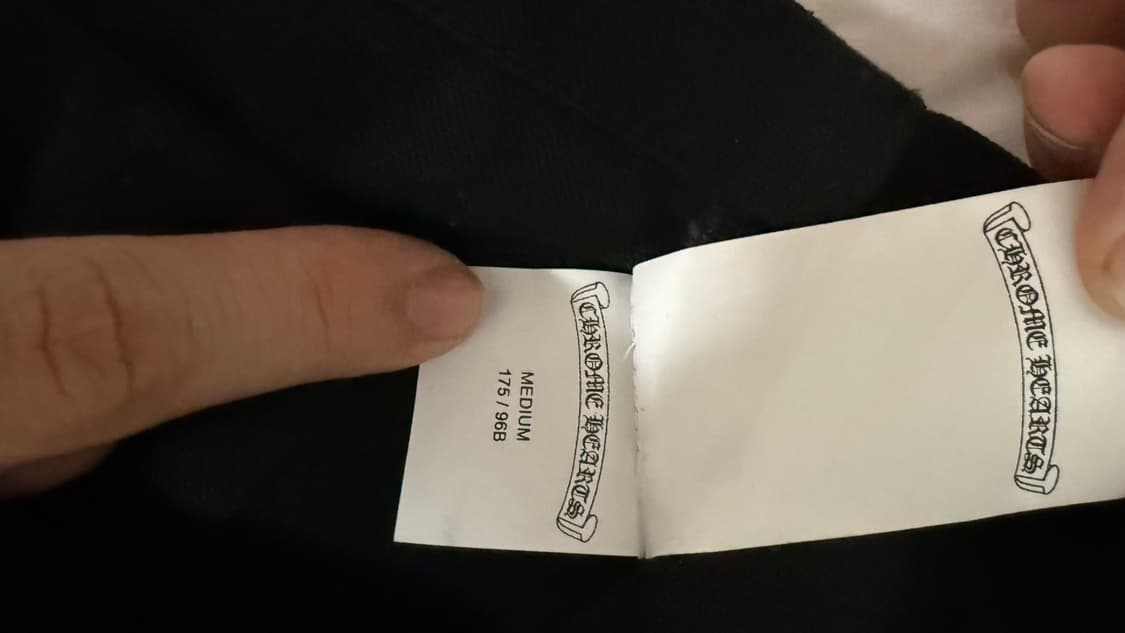 CHROME HEARTS
MEDIUM
175 / 96B
CHROME HEARTS